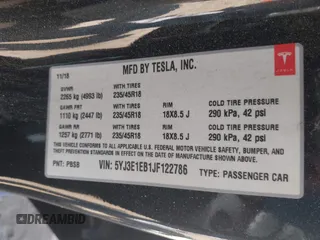 MFD BY TESLA, INC.
11/18
GVWR
2265 kg (4993 lb)
WITH TIRES
235/45R18
TESLA
GAWR FRT
1110 kg (2447 lb)
WITH TIRES
235/45R18
RIM
18X8.5 J
COLD TIRE PRESSURE
290 kPa, 42 psi
GAWR RR
1257 kg (2771 lb)
WITH TIRES
235/45R18
RIM
18X8.5 J
COLD TIRE PRESSURE
290 kPa, 42 psi
THIS VEHICLE CONFORMS TO ALL APPLICABLE
U.S. FEDERAL MOTOR VEHICLE SAFETY, BUMPER, AND THEFT PREVENTION
STANDARDS IN EFFECT ON THE DATE OF MANUFACTURE SHOWN ABOVE.
PNT: PBSB
VIN: 5YJ3E1EB1JF122786
TYPE: PASSENGER CAR
DREAMBID